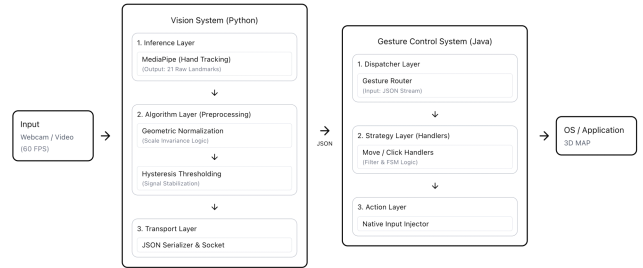 Input
Webcam / Video
(60 FPS)
Vision System (Python)
1. Inference Layer
MediaPipe (Hand Tracking)
(Output: 21 Raw Landmarks)
2. Algorithm Layer (Preprocessing)
Geometric Normalization
(Scale Invariance Logic)
Hysteresis Thresholding
(Signal Stabilization)
3. Transport Layer
JSON Serializer & Socket
JSON
Gesture Control System (Java)
1. Dispatcher Layer
Gesture Router
(Input: JSON Stream)
2. Strategy Layer (Handlers)
Move / Click Handlers
(Filter & FSM Logic)
3. Action Layer
Native Input Injector
OS / Application
3D MAP